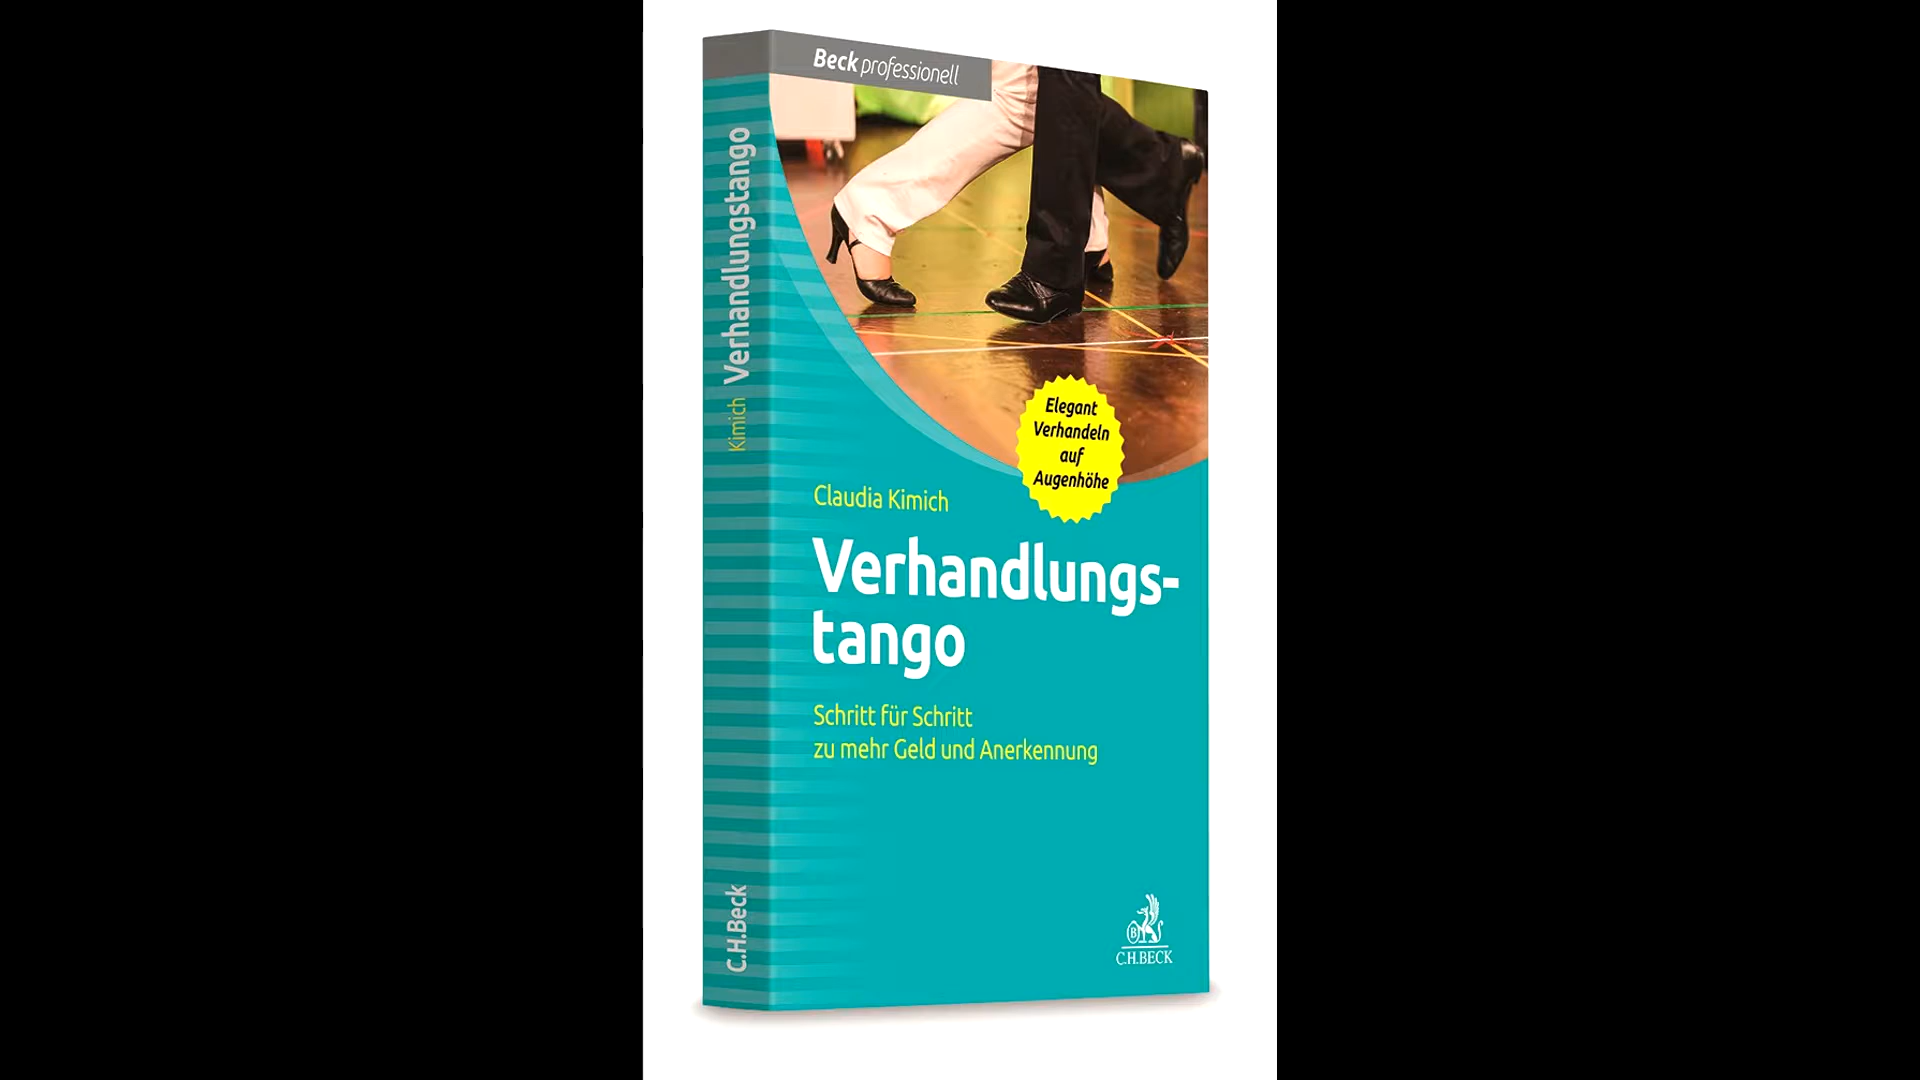 Beck professionell
Kimich Verhandlungstango
C.H.Beck
Elegant
Verhandeln
auf
Augenhöhe
Claudia Kimich
Verhandlungs-
tango
Schritt für Schritt
zu mehr Geld und Anerkennung
B
C.H.BECK